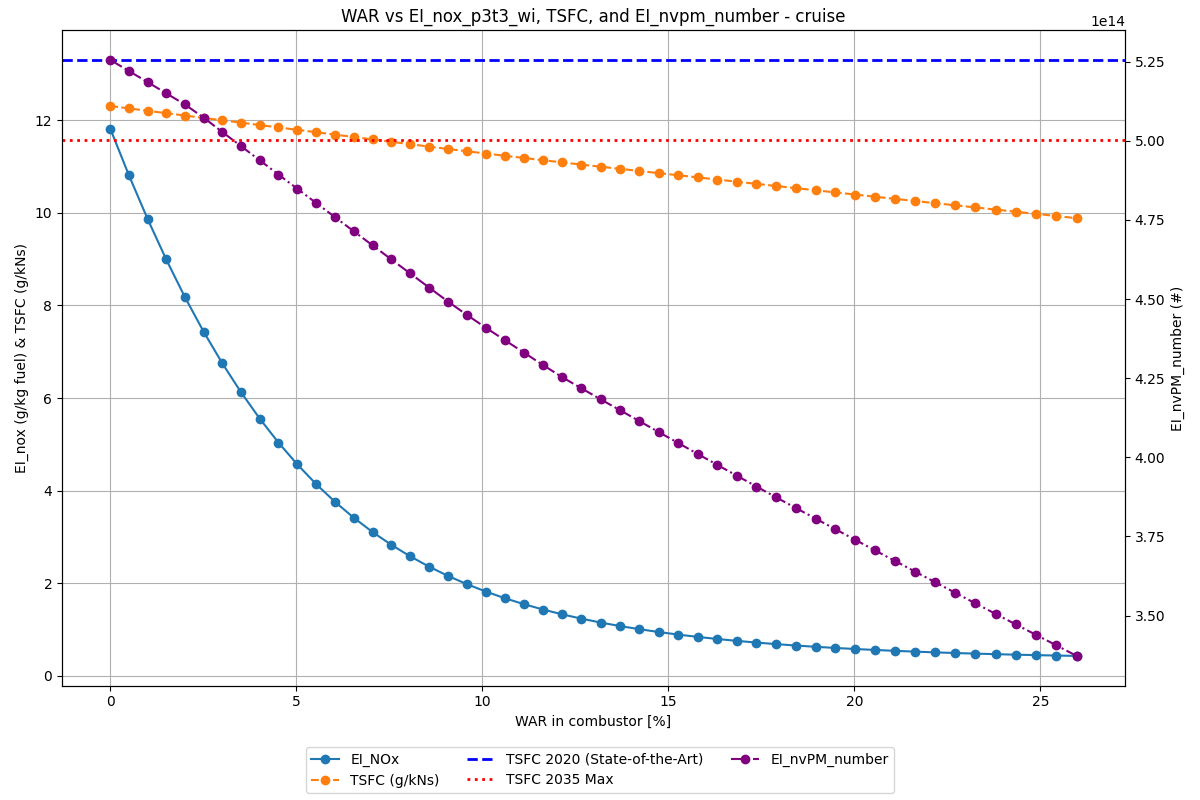 WAR vs EI_nox_p3t3_wi, TSFC, and EI_nvpm_number - cruise
1e14
EI_nox (g/kg fuel) & TSFC (g/kNs)
12
10
8
6
4
2
0
5.25
5.00
4.75
4.50
4.25
4.00
3.75
3.50
EI_nvPM_number (#)
0
5
10
15
20
25
WAR in combustor [%]
EI_NOx
TSFC (g/kNs)
TSFC 2020 (State-of-the-Art)
TSFC 2035 Max
EI_nvPM_number